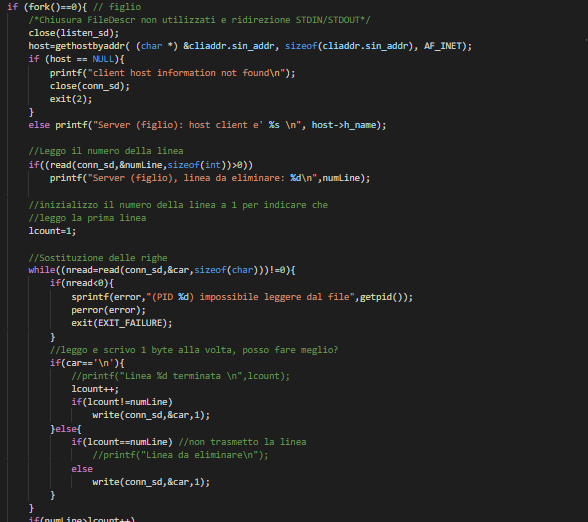 if (fork()==0){ // figlio
/*Chiusura FileDescr non utilizzati e ridirezione STDIN/STDOUT*/
close(listen_sd);
host=gethostbyaddr( (char *) &cliaddr.sin_addr, sizeof(cliaddr.sin_addr), AF_INET);
if (host == NULL){
printf("client host information not found\n");
close(conn_sd);
exit(2);
}
else printf("Server (figlio): host client e' %s \n", host->h_name);
//Leggo il numero della linea
if((read(conn_sd,&numLine,sizeof(int))>0))
printf("Server (figlio), linea da eliminare: %d\n",numLine);
//inizializzo il numero della linea a 1 per indicare che
//leggo la prima linea
lcount=1;
//Sostituzione delle righe
while((nread=read(conn_sd,&car,sizeof(char)))!=0){
if(nread<0){
sprintf(error,"(PID %d) impossibile leggere dal file",getpid());
perror(error);
exit(EXIT_FAILURE);
}
//leggo e scrivo 1 byte alla volta, posso fare meglio?
if(car=='\n'){
//printf("Linea %d terminata \n",lcount);
lcount++;
if(lcount!=numLine)
write(conn_sd,&car,1);
}else{
if(lcount==numLine) //non trasmetto la linea
//printf("Linea da eliminare\n");
else
write(conn_sd,&car,1);
}
}
if(numLine>lcount++)